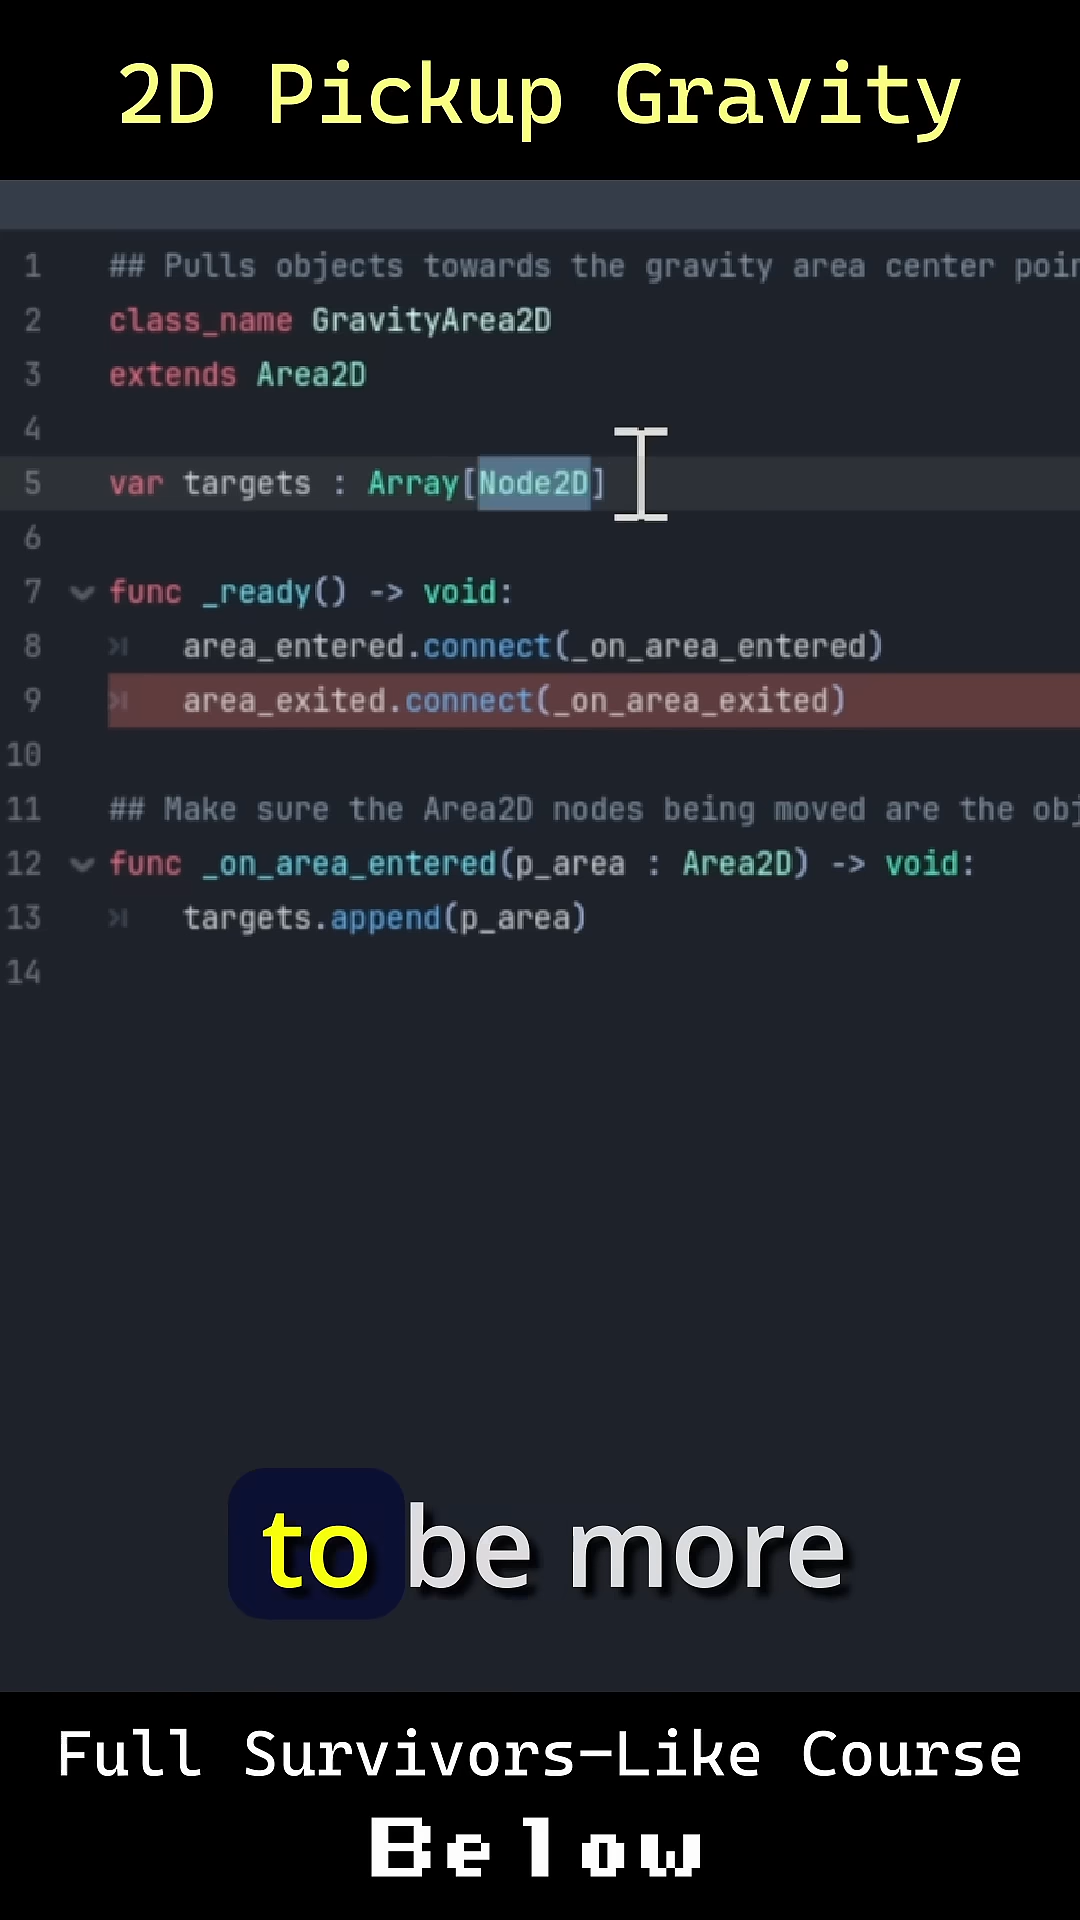 2D Pickup Gravity
1 ## Pulls objects towards the gravity area center
2 class_name GravityArea2D
3 extends Area2D
4
5 var targets : Array[Node2D]
6
7 func _ready() -> void:
8 area_entered.connect(_on_area_entered)
9 area_exited.connect(_on_area_exited)
10
11 ## Make sure the Area2D nodes being moved are the
12 func _on_area_entered(p_area : Area2D) -> void:
13 targets.append(p_area)
14
to be more
Full Survivors-Like Course
Below